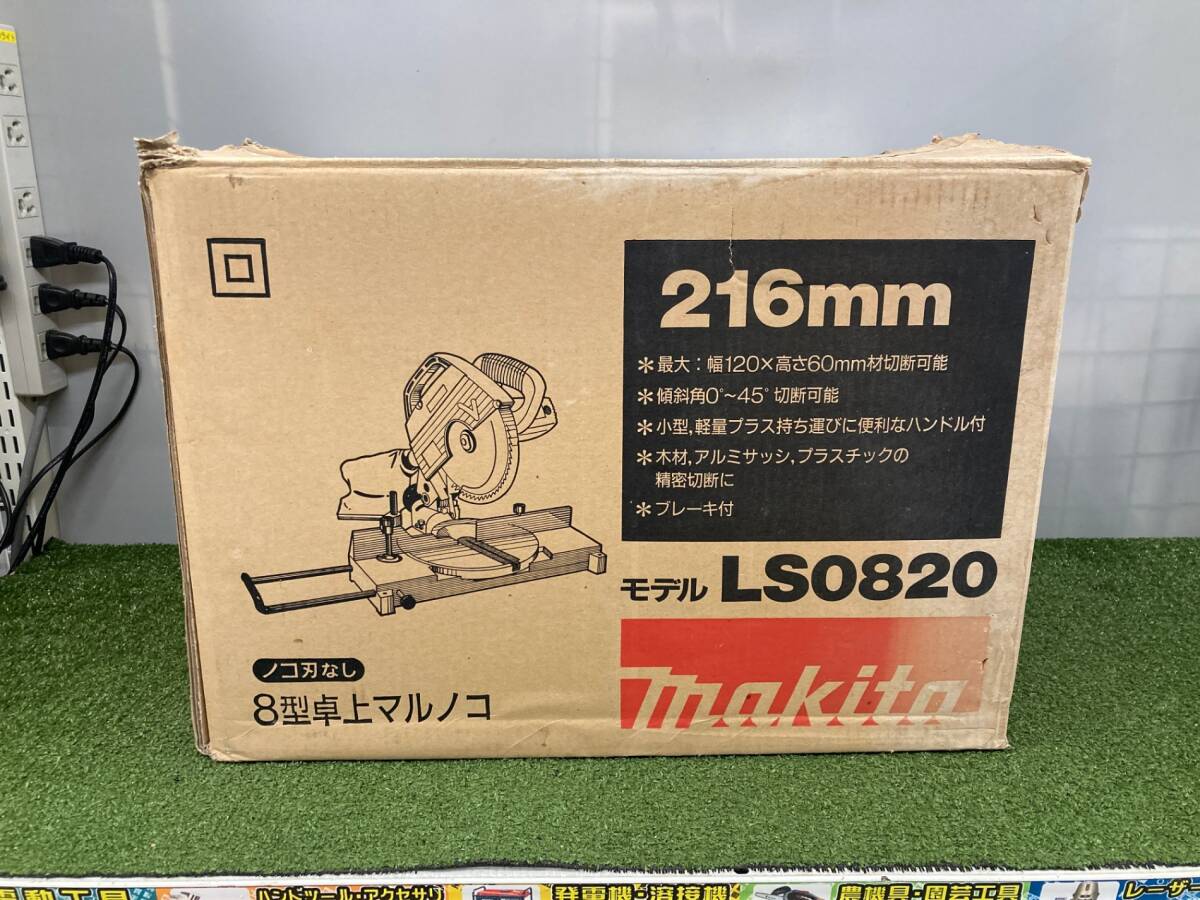 216mm
*最大：幅120×高さ60mm材切断可能
*傾斜角0°~45°切断可能
*小型,軽量プラス持ち運びに便利なハンドル付
*木材,アルミサッシ,プラスチックの
精密切断に
*ブレーキ付
モデル LS0820
makita
ノコ刃なし
8型卓上マルノコ
電動工具
ハンドツール・アクセサリ
発電機・溶接機
農機具・園芸工具
レーザー